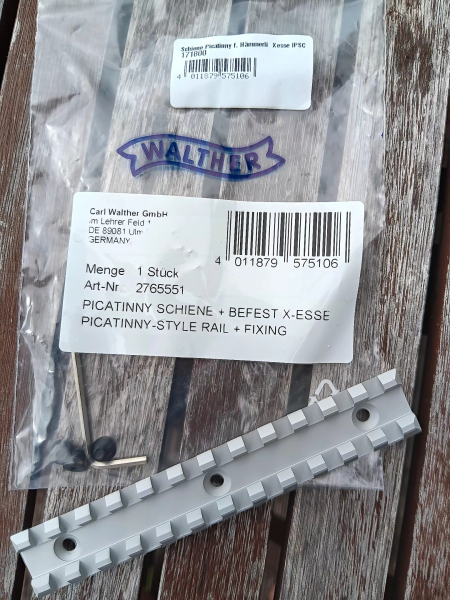 Schiene Picatinny f. Hämmerli Xesse IPSC
171800
4 011879 575106
WALTHER
Carl Walther GmbH
Im Lehrer Feld 1
DE 89081 Ulm
GERMANY
4 011879 575106
Menge 1 Stück
Art-Nr 2765551
PICATINNY SCHIENE + BEFEST X-ESSE
PICATINNY-STYLE RAIL + FIXING